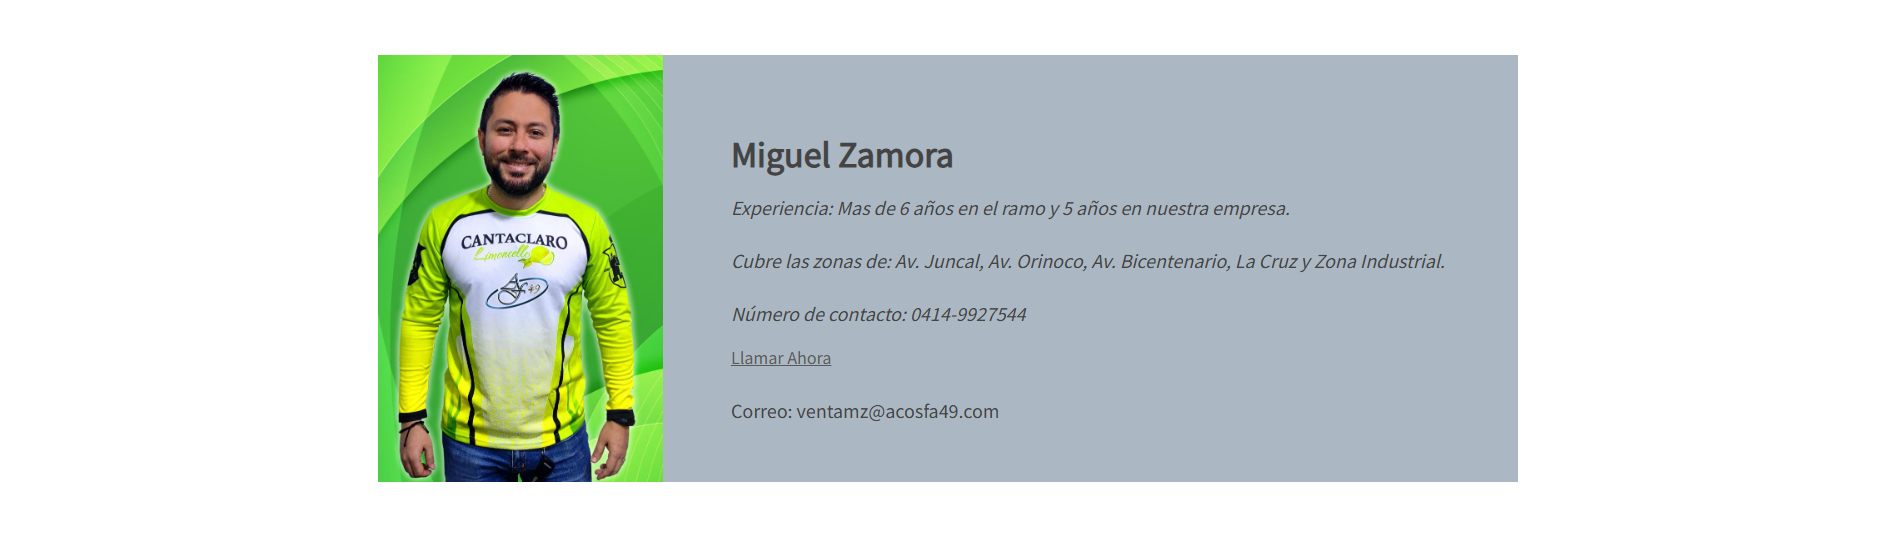 CANTACLARO
Limoncello
49
Miguel Zamora
Experiencia: Mas de 6 años en el ramo y 5 años en nuestra empresa.
Cubre las zonas de: Av. Juncal, Av. Orinoco, Av. Bicentenario, La Cruz y Zona Industrial.
Número de contacto: 0414-9927544
Llamar Ahora
Correo: ventamz@acosfa49.com